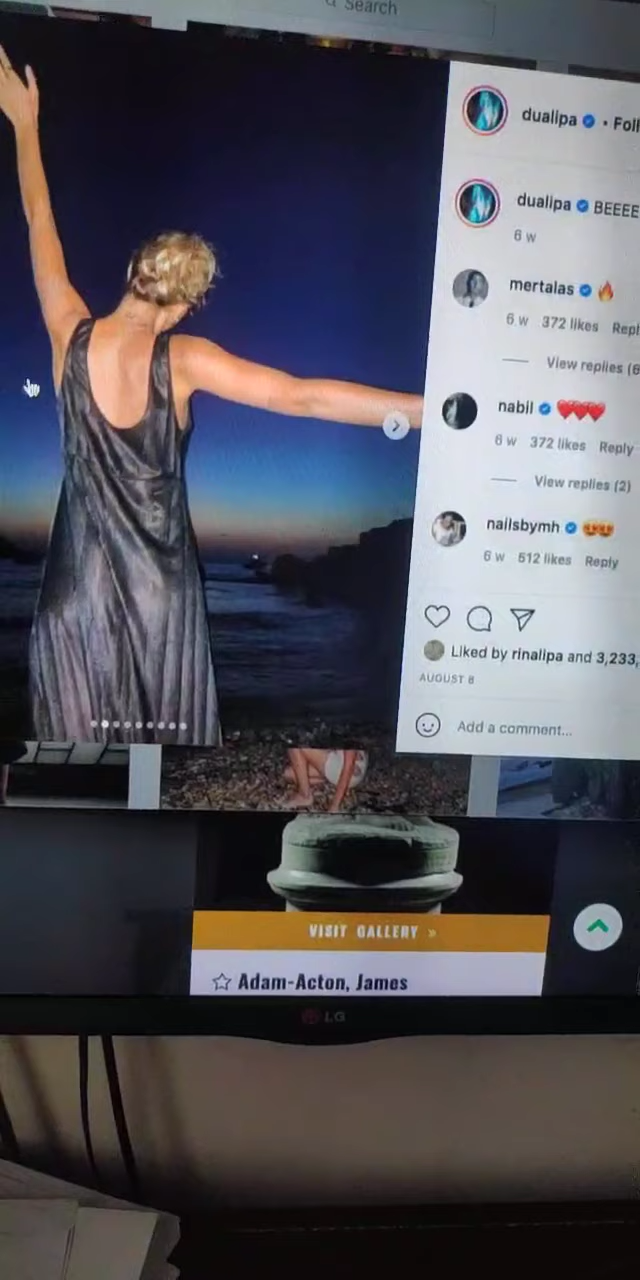 Search
dualipa • Foll
dualipa BEEEE
6 w
mertalas 🔥
6 w 372 likes Repl
View replies (6
nabil ❤️❤️❤️
6 w 372 likes Reply
View replies (2)
nailsbymh 😍😍
6 w 512 likes Reply
Liked by rinalipa and 3,233,
AUGUST 8
Add a comment...
VISIT GALLERY »
Adam-Acton, James
LG